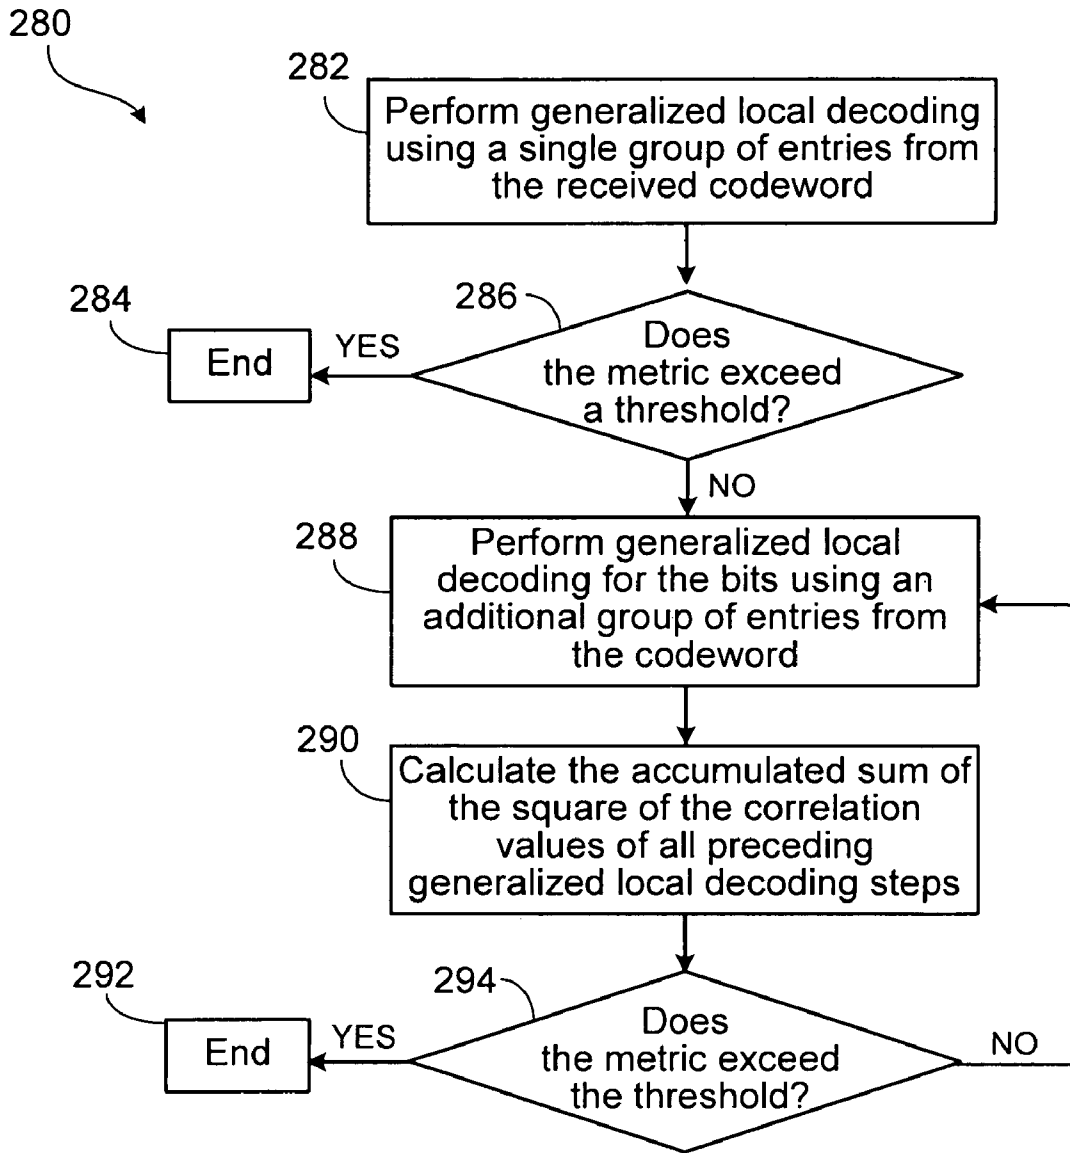 280
282
Perform generalized local decoding
using a single group of entries from
the received codeword
284
286
End
YES
Does
the metric exceed
a threshold?
NO
288
Perform generalized local
decoding for the bits using an
additional group of entries from
the codeword
290
Calculate the accumulated sum of
the square of the correlation
values of all preceding
generalized local decoding steps
292
294
End
YES
Does
the metric exceed
the threshold?
NO